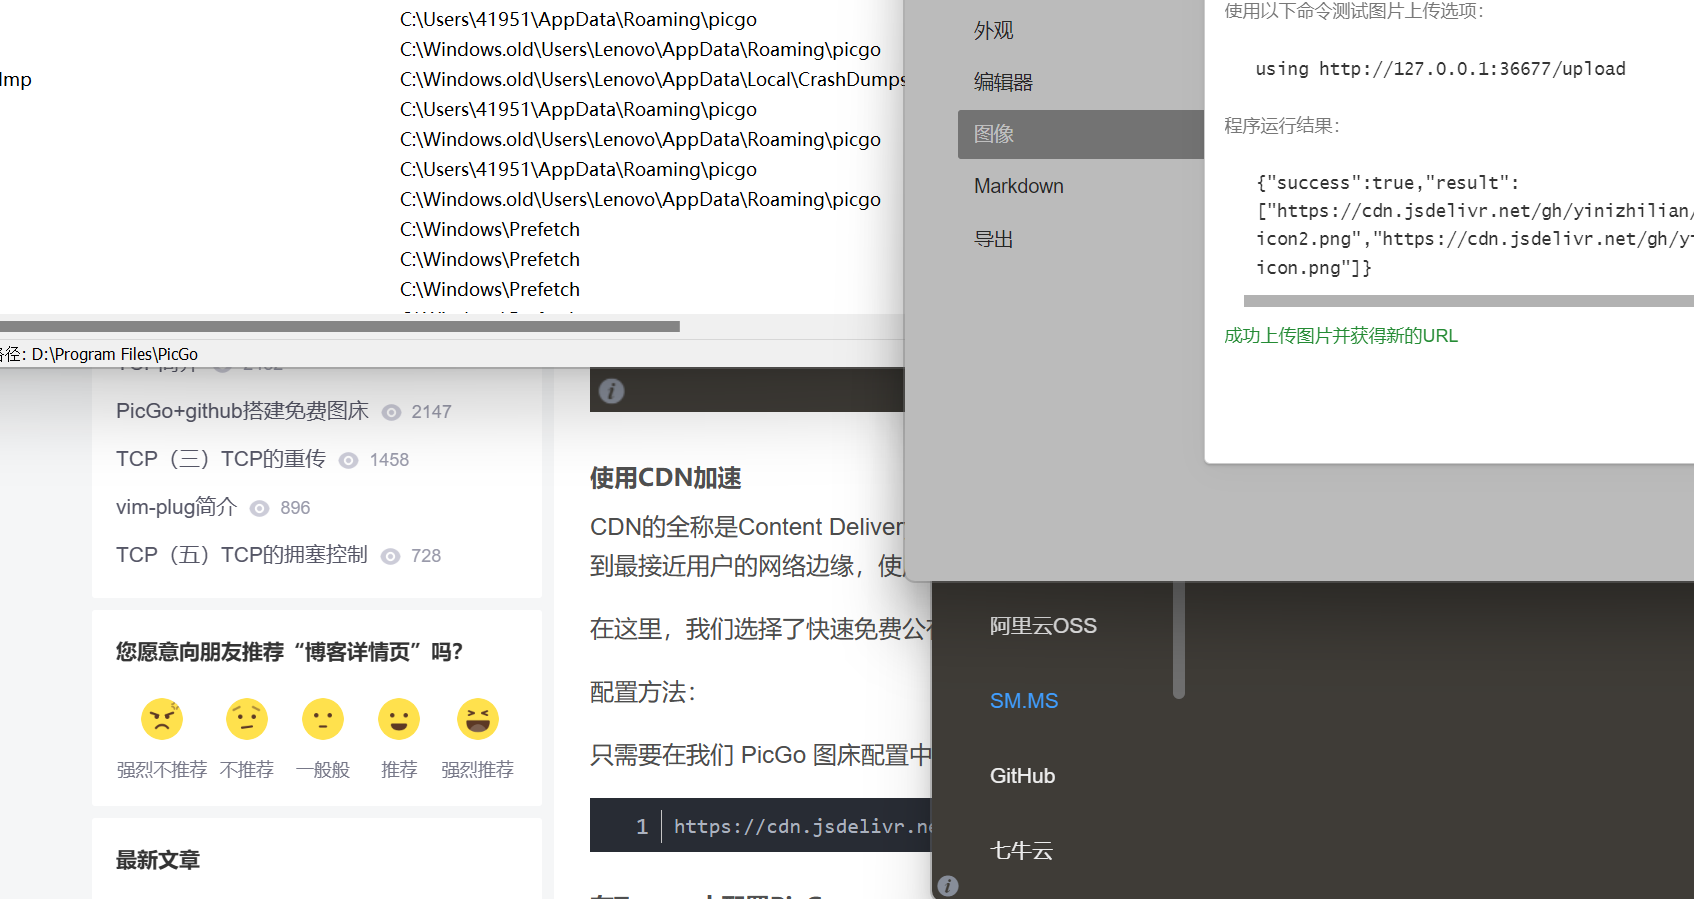 C:\Users\41951\AppData\Roaming\picgo
C:\Windows.old\Users\Lenovo\AppData\Roaming\picgo
C:\Windows.old\Users\Lenovo\AppData\Local\CrashDumps
C:\Users\41951\AppData\Roaming\picgo
C:\Windows.old\Users\Lenovo\AppData\Roaming\picgo
C:\Users\41951\AppData\Roaming\picgo
C:\Windows.old\Users\Lenovo\AppData\Roaming\picgo
C:\Windows\Prefetch
C:\Windows\Prefetch
C:\Windows\Prefetch
路径: D:\Program Files\PicGo
外观
编辑器
图像
Markdown
导出
使用以下命令测试图片上传选项：
using http://127.0.0.1:36677/upload
程序运行结果：
{"success":true,"result":
["https://cdn.jsdelivr.net/gh/yinizhilian/
icon2.png","https://cdn.jsdelivr.net/gh/yi
icon.png"]}
成功上传图片并获得新的URL
TCP简介
PicGo+github搭建免费图床 2147
TCP（三）TCP的重传 1458
vim-plug简介 896
TCP（五）TCP的拥塞控制 728
您愿意向朋友推荐“博客详情页”吗？
强烈不推荐 不推荐 一般般 推荐 强烈推荐
最新文章
使用CDN加速
CDN的全称是Content Deliver
到最接近用户的网络边缘，使
在这里，我们选择了快速免费公
配置方法：
只需要在我们 PicGo 图床配置中
1 https://cdn.jsdelivr.ne
阿里云OSS
SM.MS
GitHub
七牛云